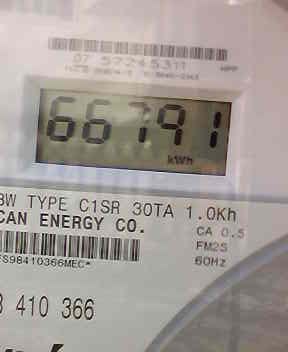 07 57245311
66791
kWh
BW TYPE C1SR 30TA 1.0Kh
CAN ENERGY CO.
CA 0.5
FM2S
60Hz
FS98410366MEC*
410 366